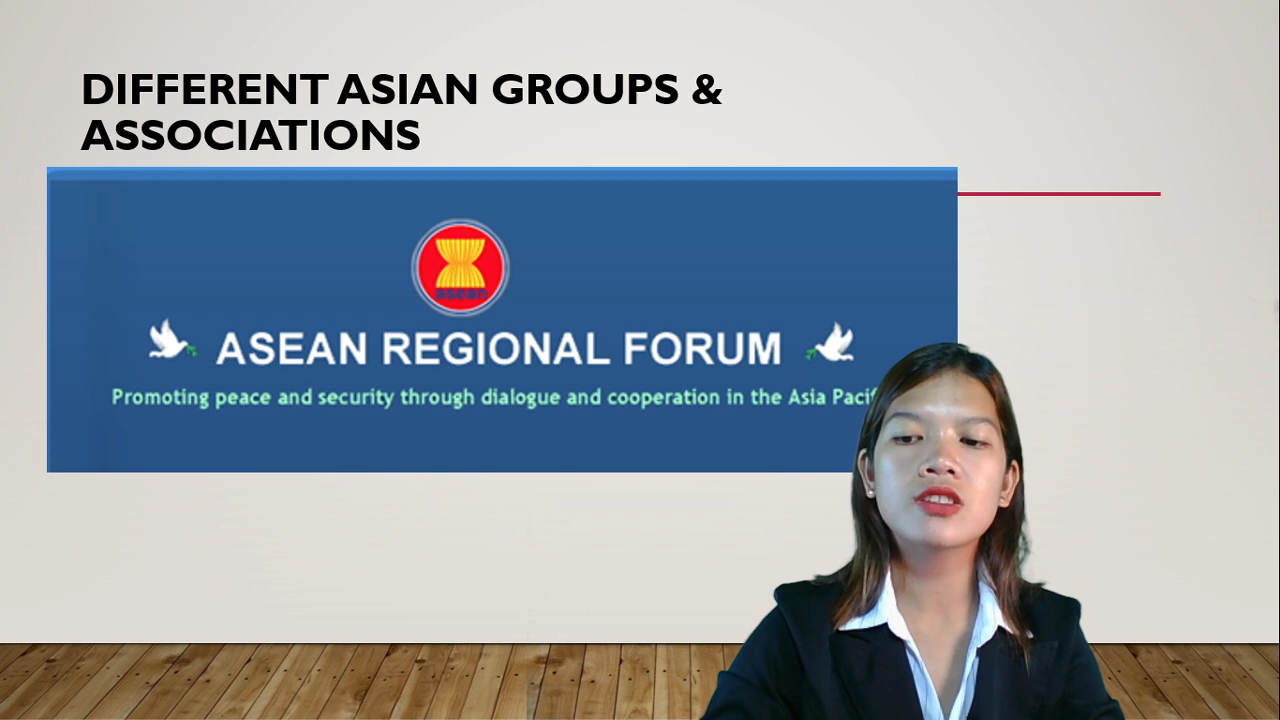 DIFFERENT ASIAN GROUPS &
ASSOCIATIONS
asean
ASEAN REGIONAL FORUM
Promoting peace and security through dialogue and cooperation in the Asia